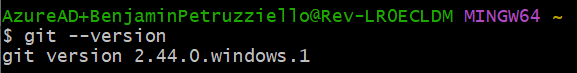 AzureAD+BenjaminPetruzziello@Rev-LR0ECLDM MINGW64 ~
$ git --version
git version 2.44.0.windows.1